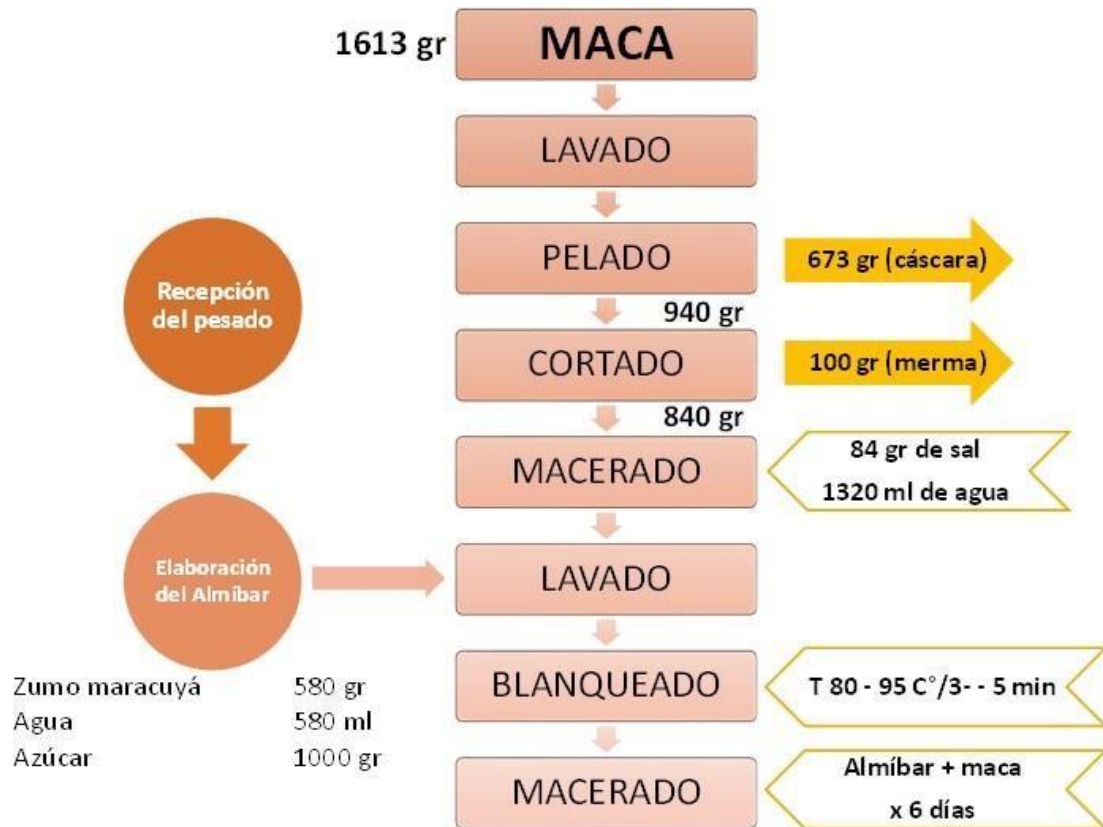 1613 gr
MACA
LAVADO
PELADO
673 gr (cáscara)
940 gr
CORTADO
100 gr (merma)
840 gr
MACERADO
84 gr de sal
1320 ml de agua
LAVADO
BLANQUEADO
T 80 - 95 C°/3- - 5 min
MACERADO
Almíbar + maca
x 6 días
Recepción
del pesado
Elaboración
del Almíbar
Zumo maracuyá 580 gr
Agua 580 ml
Azúcar 1000 gr